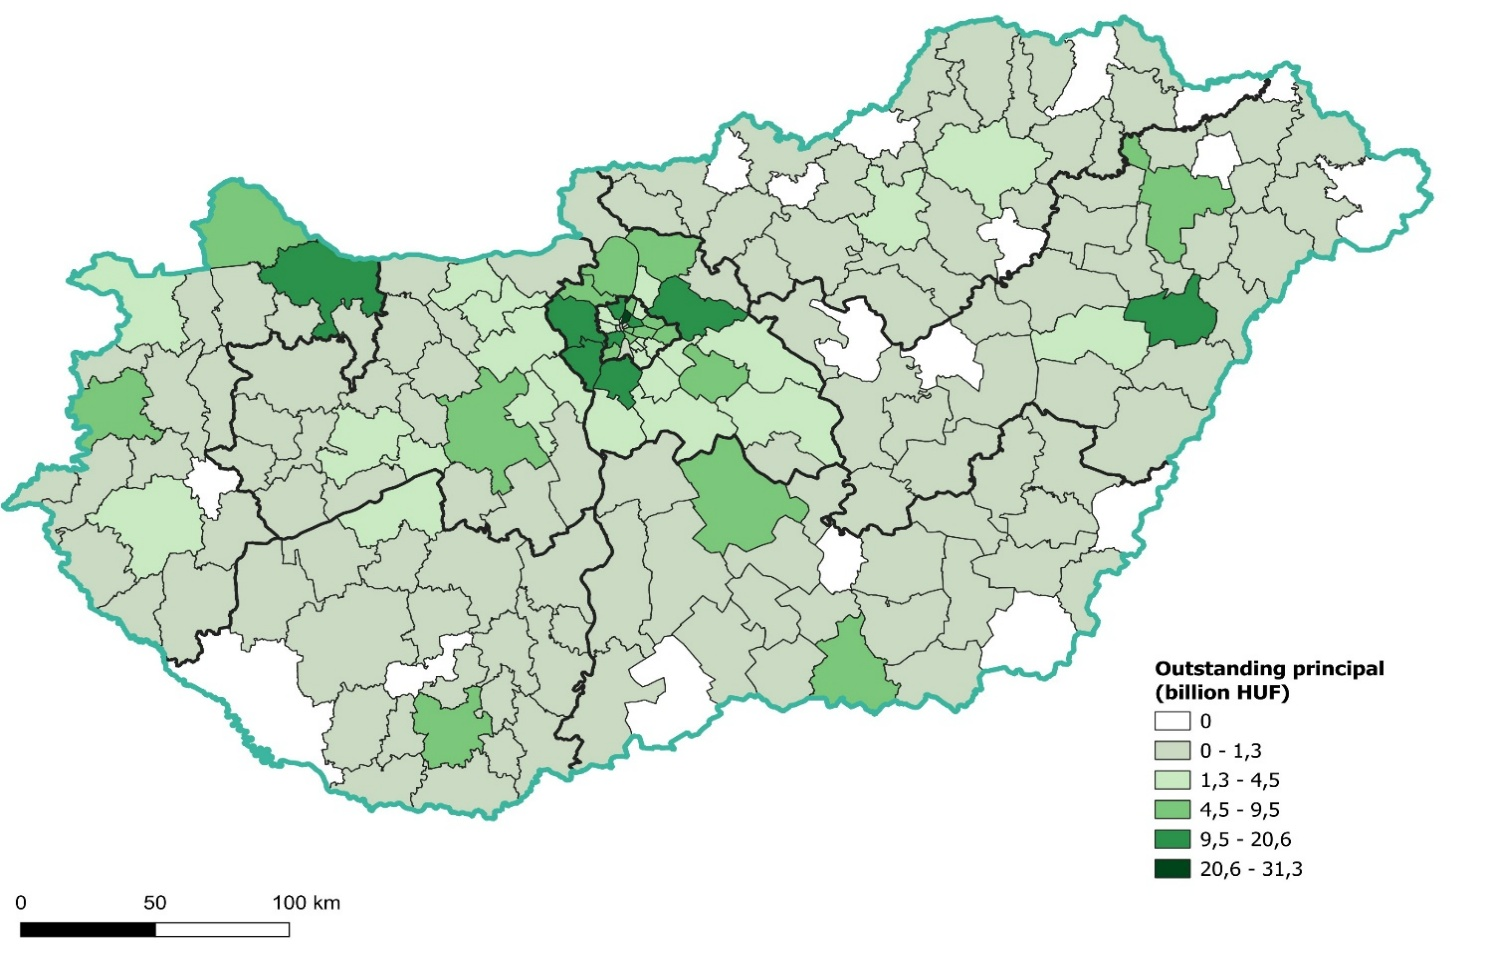 Outstanding principal
(billion HUF)
0
0 - 1,3
1,3 - 4,5
4,5 - 9,5
9,5 - 20,6
20,6 - 31,3
0 50 100 km